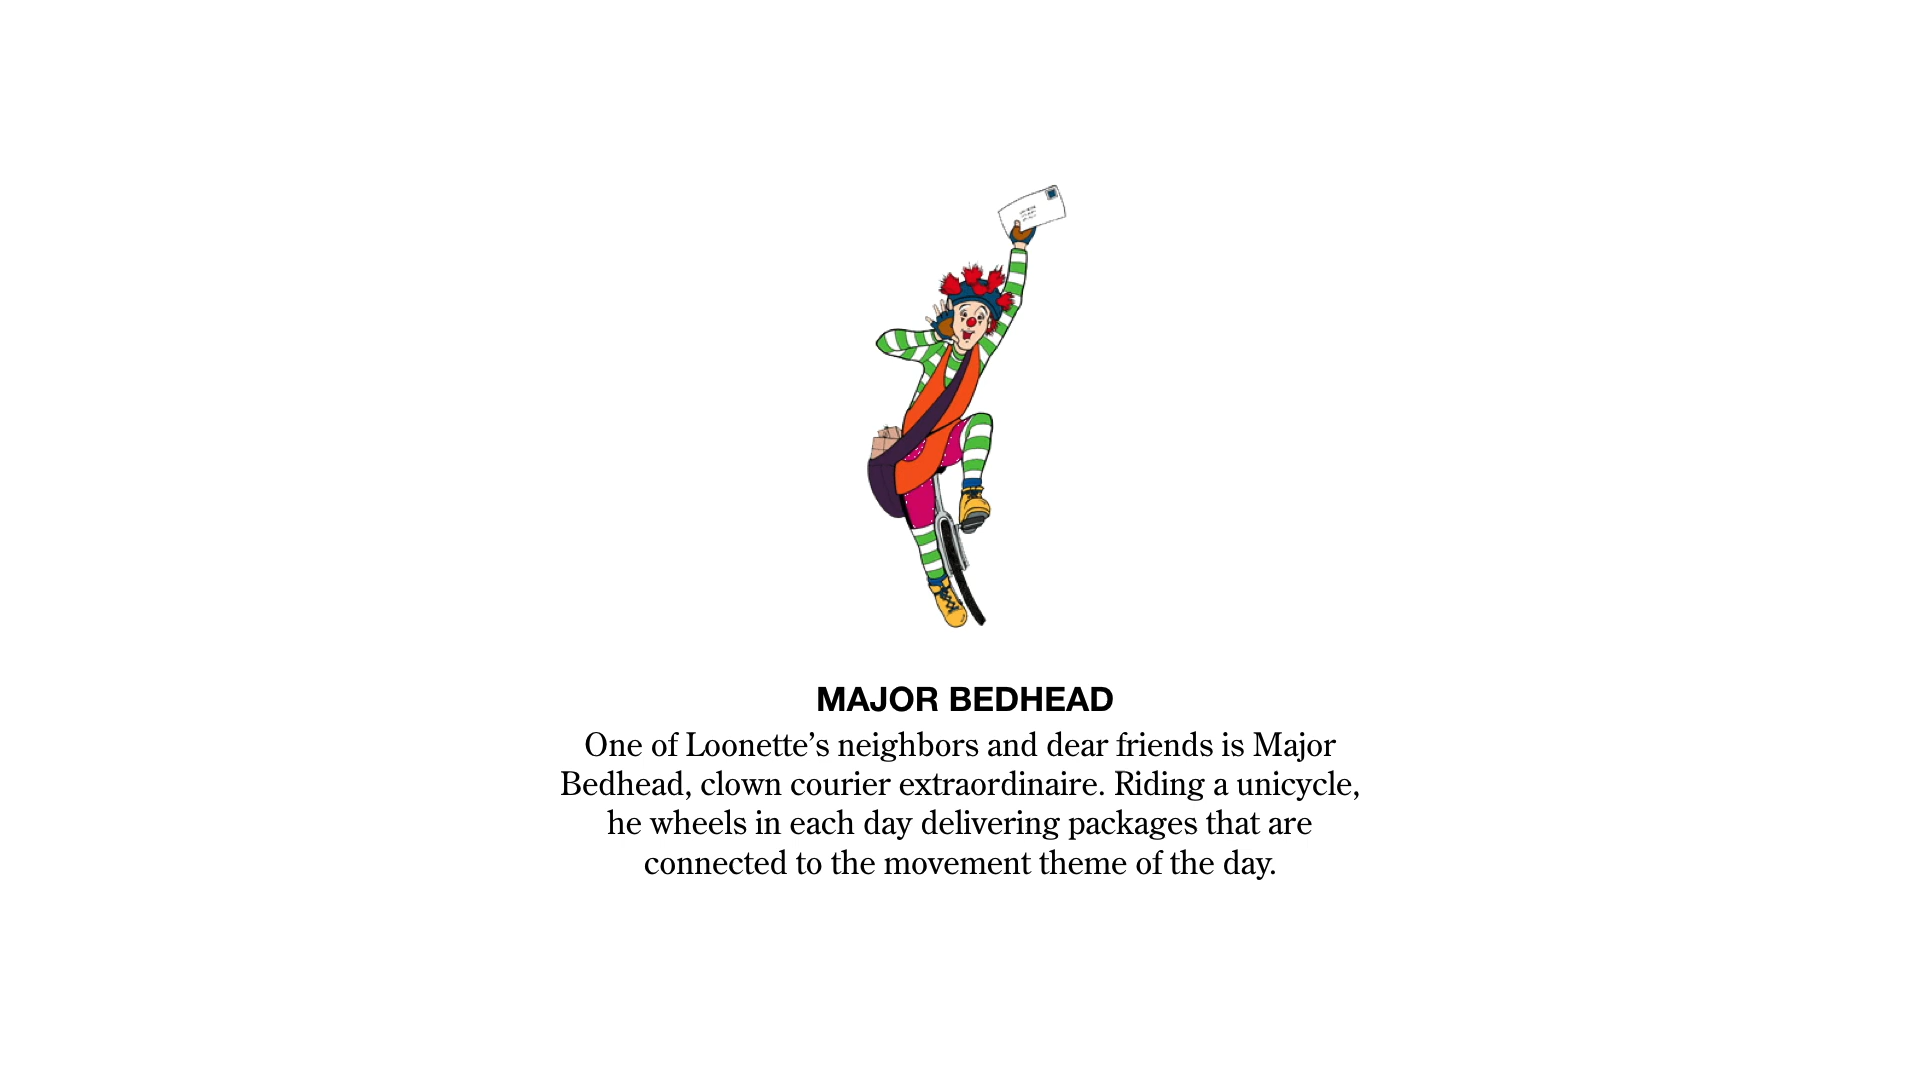 MAJOR BEDHEAD
One of Loonette’s neighbors and dear friends is Major
Bedhead, clown courier extraordinaire. Riding a unicycle,
he wheels in each day delivering packages that are
connected to the movement theme of the day.